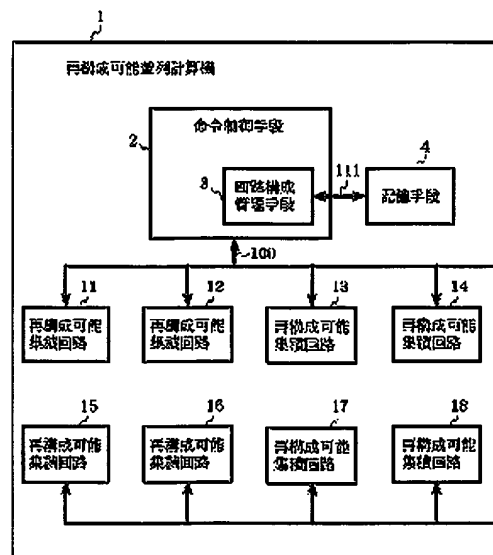 1
再構成可能並列計算機
命令制御手段
2
4
3
回路構成
管理手段
111
記憶手段
100
11
12
13
14
再構成可能
集積回路
再構成可能
集積回路
再構成可能
集積回路
再構成可能
集積回路
15
16
17
18
再構成可能
集積回路
再構成可能
集積回路
再構成可能
集積回路
再構成可能
集積回路